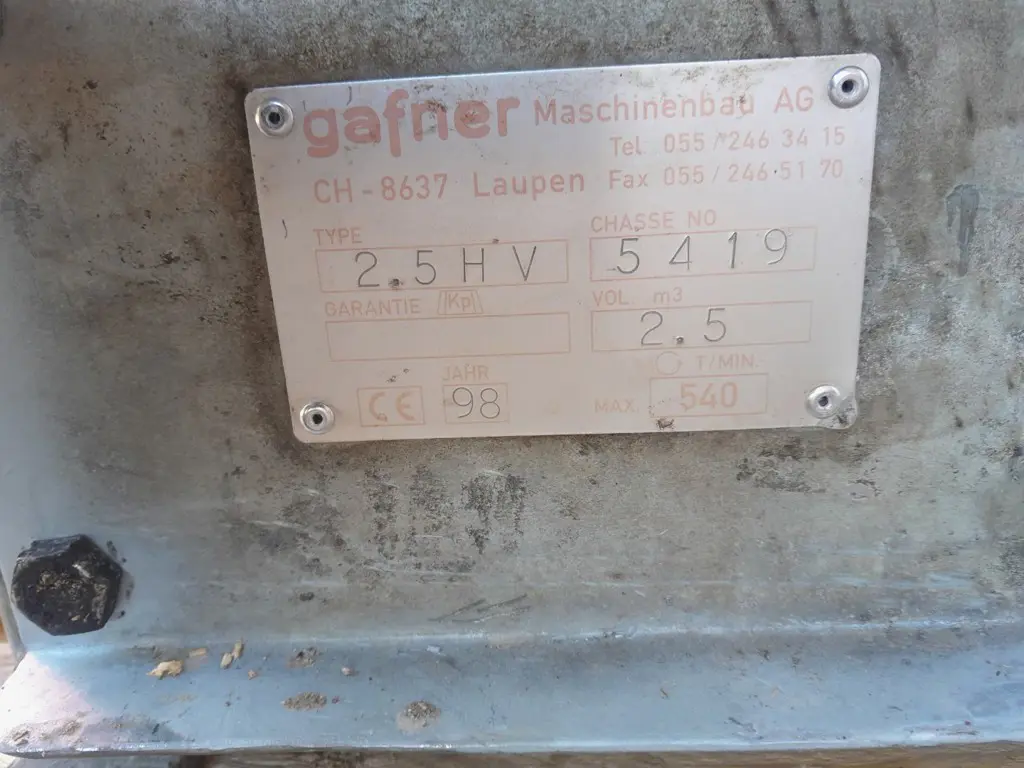 gafner Maschinenbau AG
Tel. 055/246 34 15
CH-8637 Laupen Fax 055/246 51 70
TYPE CHASSE NO
2.5HV 5419
GARANTIE Kp VOL. m3
2.5
JAHR T/MIN.
CE 98 MAX. 540